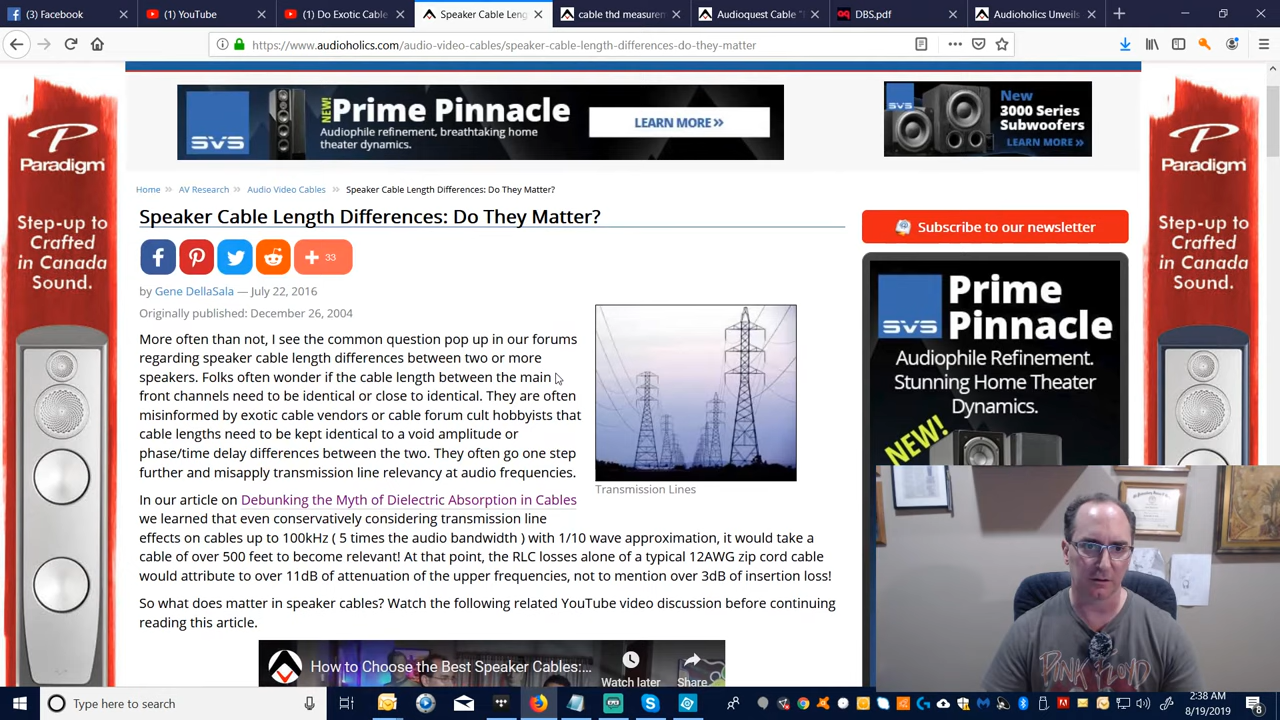 Facebook
YouTube
Do Exotic Cable
Speaker Cable Leng
cable thd measurem
Audioquest Cable "
DBS.pdf
Audioholics Unveils
https://www.audioholics.com/audio-video-cables/speaker-cable-length-differences-do-they-matter
SVS
NEW!
Prime Pinnacle
Audiophile refinement, breathtaking home
theater dynamics.
LEARN MORE »
SVS
New
3000 Series
Subwoofers
LEARN MORE »
Paradigm
Step-up to
Crafted
in Canada
Sound.
Paradigm
Step-up to
Crafted
in Canada
Sound.
Home » AV Research » Audio Video Cables » Speaker Cable Length Differences: Do They Matter?
Speaker Cable Length Differences: Do They Matter?
33
by Gene DellaSala — July 22, 2016
Originally published: December 26, 2004
More often than not, I see the common question pop up in our forums
regarding speaker cable length differences between two or more
speakers. Folks often wonder if the cable length between the main
front channels need to be identical or close to identical. They are often
misinformed by exotic cable vendors or cable forum cult hobbyists that
cable lengths need to be kept identical to a void amplitude or
phase/time delay differences between the two. They often go one step
further and misapply transmission line relevancy at audio frequencies.
Transmission Lines
In our article on Debunking the Myth of Dielectric Absorption in Cables
we learned that even conservatively considering transmission line
effects on cables up to 100kHz ( 5 times the audio bandwidth ) with 1/10 wave approximation, it would take a
cable of over 500 feet to become relevant! At that point, the RLC losses alone of a typical 12AWG zip cord cable
would attribute to over 11dB of attenuation of the upper frequencies, not to mention over 3dB of insertion loss!
So what does matter in speaker cables? Watch the following related YouTube video discussion before continuing
reading this article.
How to Choose the Best Speaker Cables:...
Watch later
Share
Subscribe to our newsletter
SVS
Prime
Pinnacle
Audiophile Refinement.
Stunning Home Theater
Dynamics.
NEW!
PINK FLOYD
Type here to search
2:38 AM
8/19/2019
8